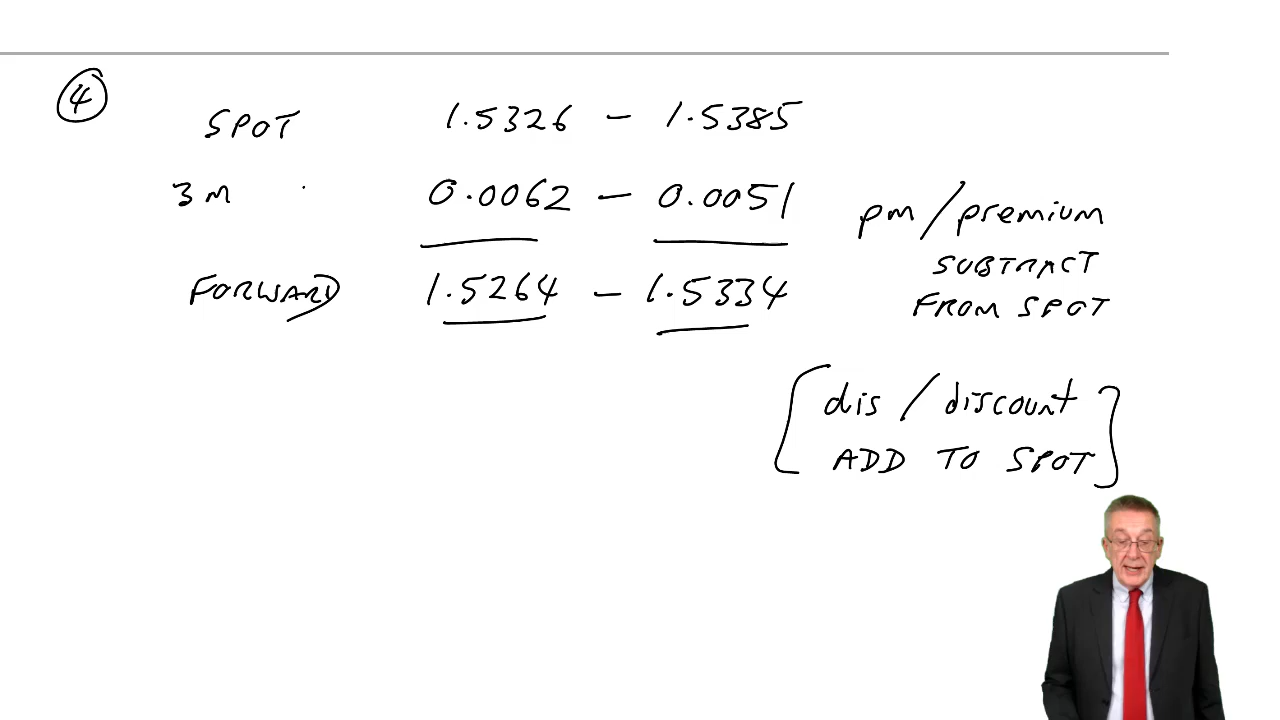 4
SPOT 1.5326 - 1.5385
3M 0.0062 - 0.0051 pm/premium
SUBTRACT
FORWARD 1.5264 - 1.5334 FROM SPOT
[dis/discount
ADD TO SPOT]